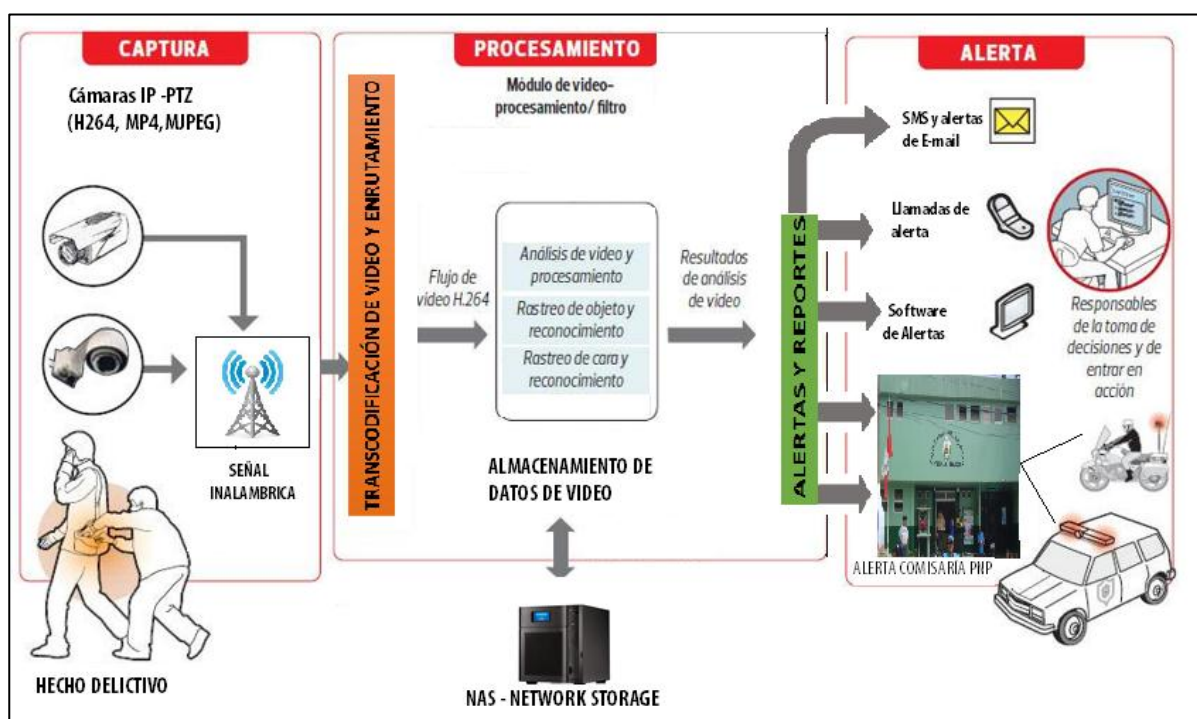 CAPTURA
Cámaras IP -PTZ
(H264, MP4,MJPEG)
SEÑAL
INALAMBRICA
HECHO DELICTIVO
PROCESAMIENTO
TRANSCODIFICACIÓN DE VIDEO Y ENRUTAMIENTO
Módulo de video-
procesamiento/ filtro
Flujo de
video H.264
Análisis de video y
procesamiento
Rastreo de objeto y
reconocimiento
Rastreo de cara y
reconocimiento
Resultados
de análisis
de video
ALMACENAMIENTO DE
DATOS DE VIDEO
NAS - NETWORK STORAGE
ALERTAS Y REPORTES
ALERTA
SMS y alertas
de E-mail
Llamadas de
alerta
Software
de Alertas
Responsables
de la toma de
decisiones y de
entrar en
acción
ALERTA COMISARÍA PNP